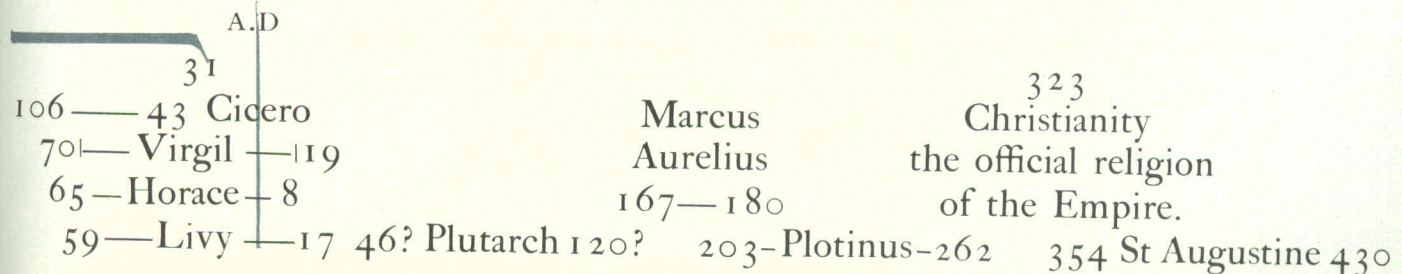 A.D
31
323
106 — 43 Cicero
Marcus
Christianity
70 — Virgil — 19
Aurelius
the official religion
65 — Horace — 8
167 — 180
of the Empire.
59 — Livy — 17 46? Plutarch 120? 203-Plotinus-262 354 St Augustine 430